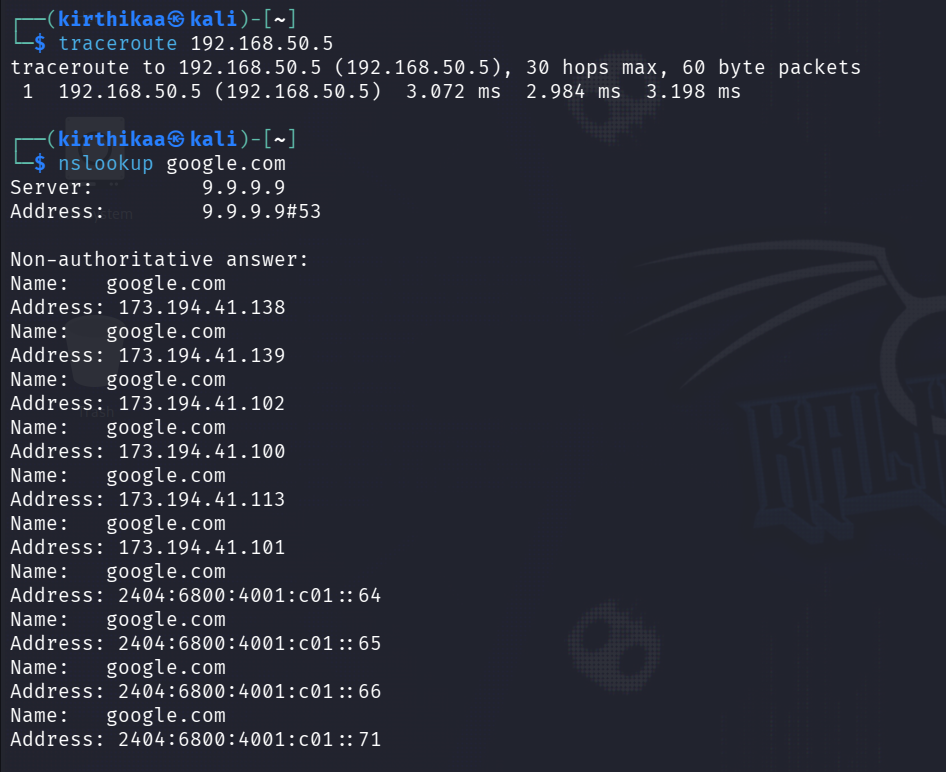 ┌──(kirthikaa㉿kali)-[~]
└─$ traceroute 192.168.50.5
traceroute to 192.168.50.5 (192.168.50.5), 30 hops max, 60 byte packets
 1  192.168.50.5 (192.168.50.5)  3.072 ms  2.984 ms  3.198 ms

┌──(kirthikaa㉿kali)-[~]
└─$ nslookup google.com
Server:         9.9.9.9
Address:        9.9.9.9#53

Non-authoritative answer:
Name:   google.com
Address: 173.194.41.138
Name:   google.com
Address: 173.194.41.139
Name:   google.com
Address: 173.194.41.102
Name:   google.com
Address: 173.194.41.100
Name:   google.com
Address: 173.194.41.113
Name:   google.com
Address: 173.194.41.101
Name:   google.com
Address: 2404:6800:4001:c01::64
Name:   google.com
Address: 2404:6800:4001:c01::65
Name:   google.com
Address: 2404:6800:4001:c01::66
Name:   google.com
Address: 2404:6800:4001:c01::71